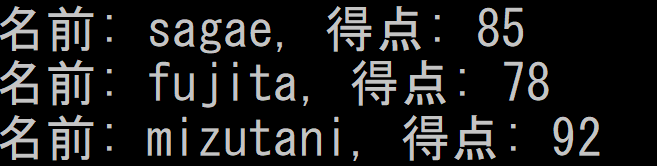 名前: sagae, 得点: 85
名前: fujita, 得点: 78
名前: mizutani, 得点: 92